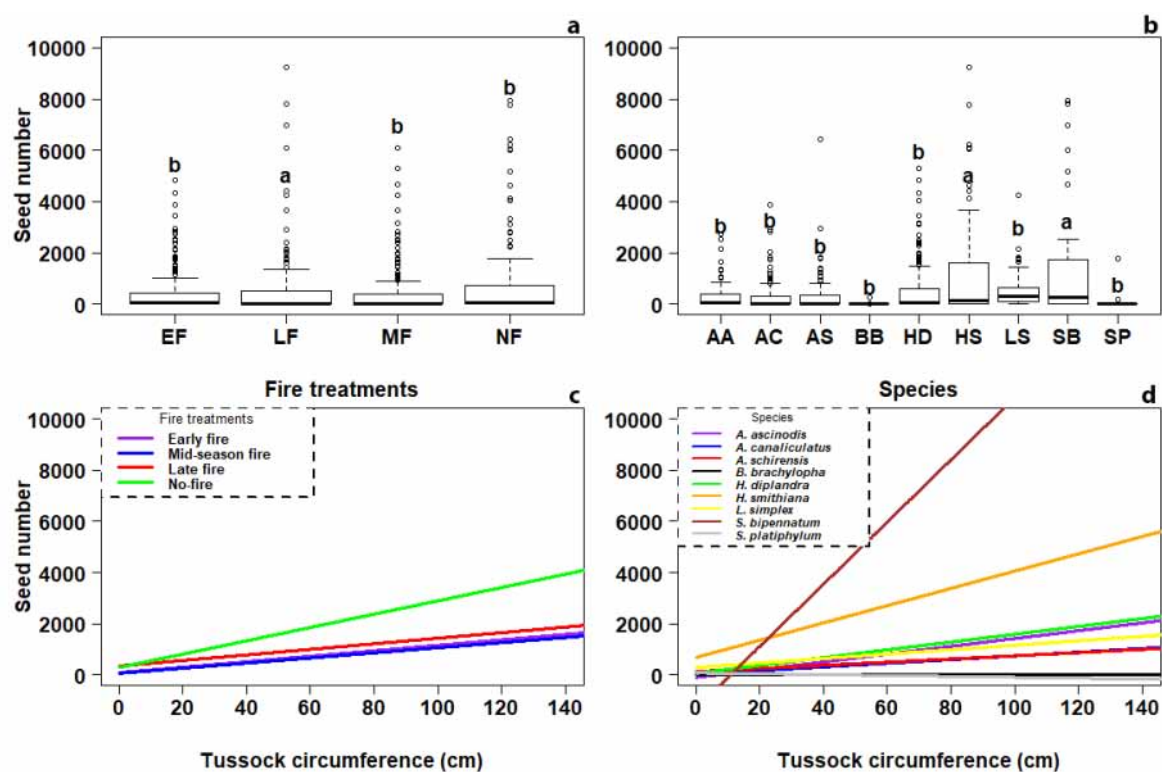 a
10000
8000
6000
4000
2000
0
Seed number
b
a
b
b
EF LF MF NF
Fire treatments
b
10000
8000
6000
4000
2000
0
b
b
b
b
b
a
b
a
b
AA AC AS BB HD HS LS SB SP
Species
c
10000
8000
6000
4000
2000
0
Seed number
Fire treatments
Early fire
Mid-season fire
Late fire
No-fire
0 20 40 60 80 100 120 140
Tussock circumference (cm)
d
10000
8000
6000
4000
2000
0
Species
A. ascinodis
A. canaliculatus
A. schirensis
B. brachylopha
H. diplandra
H. smithiana
L. simplex
S. bipennatum
S. platiphylum
0 20 40 60 80 100 120 140
Tussock circumference (cm)